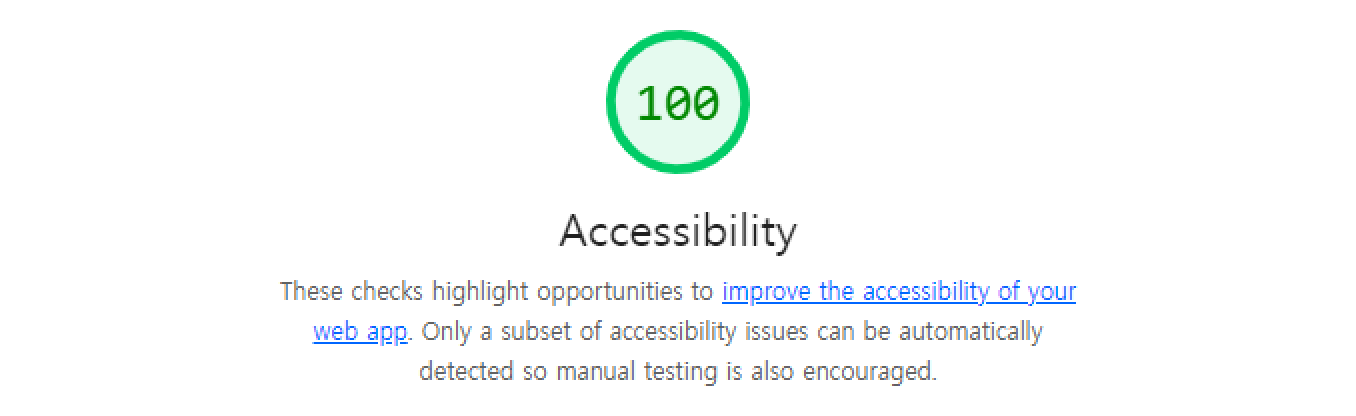 100
Accessibility
These checks highlight opportunities to improve the accessibility of your
web app. Only a subset of accessibility issues can be automatically
detected so manual testing is also encouraged.